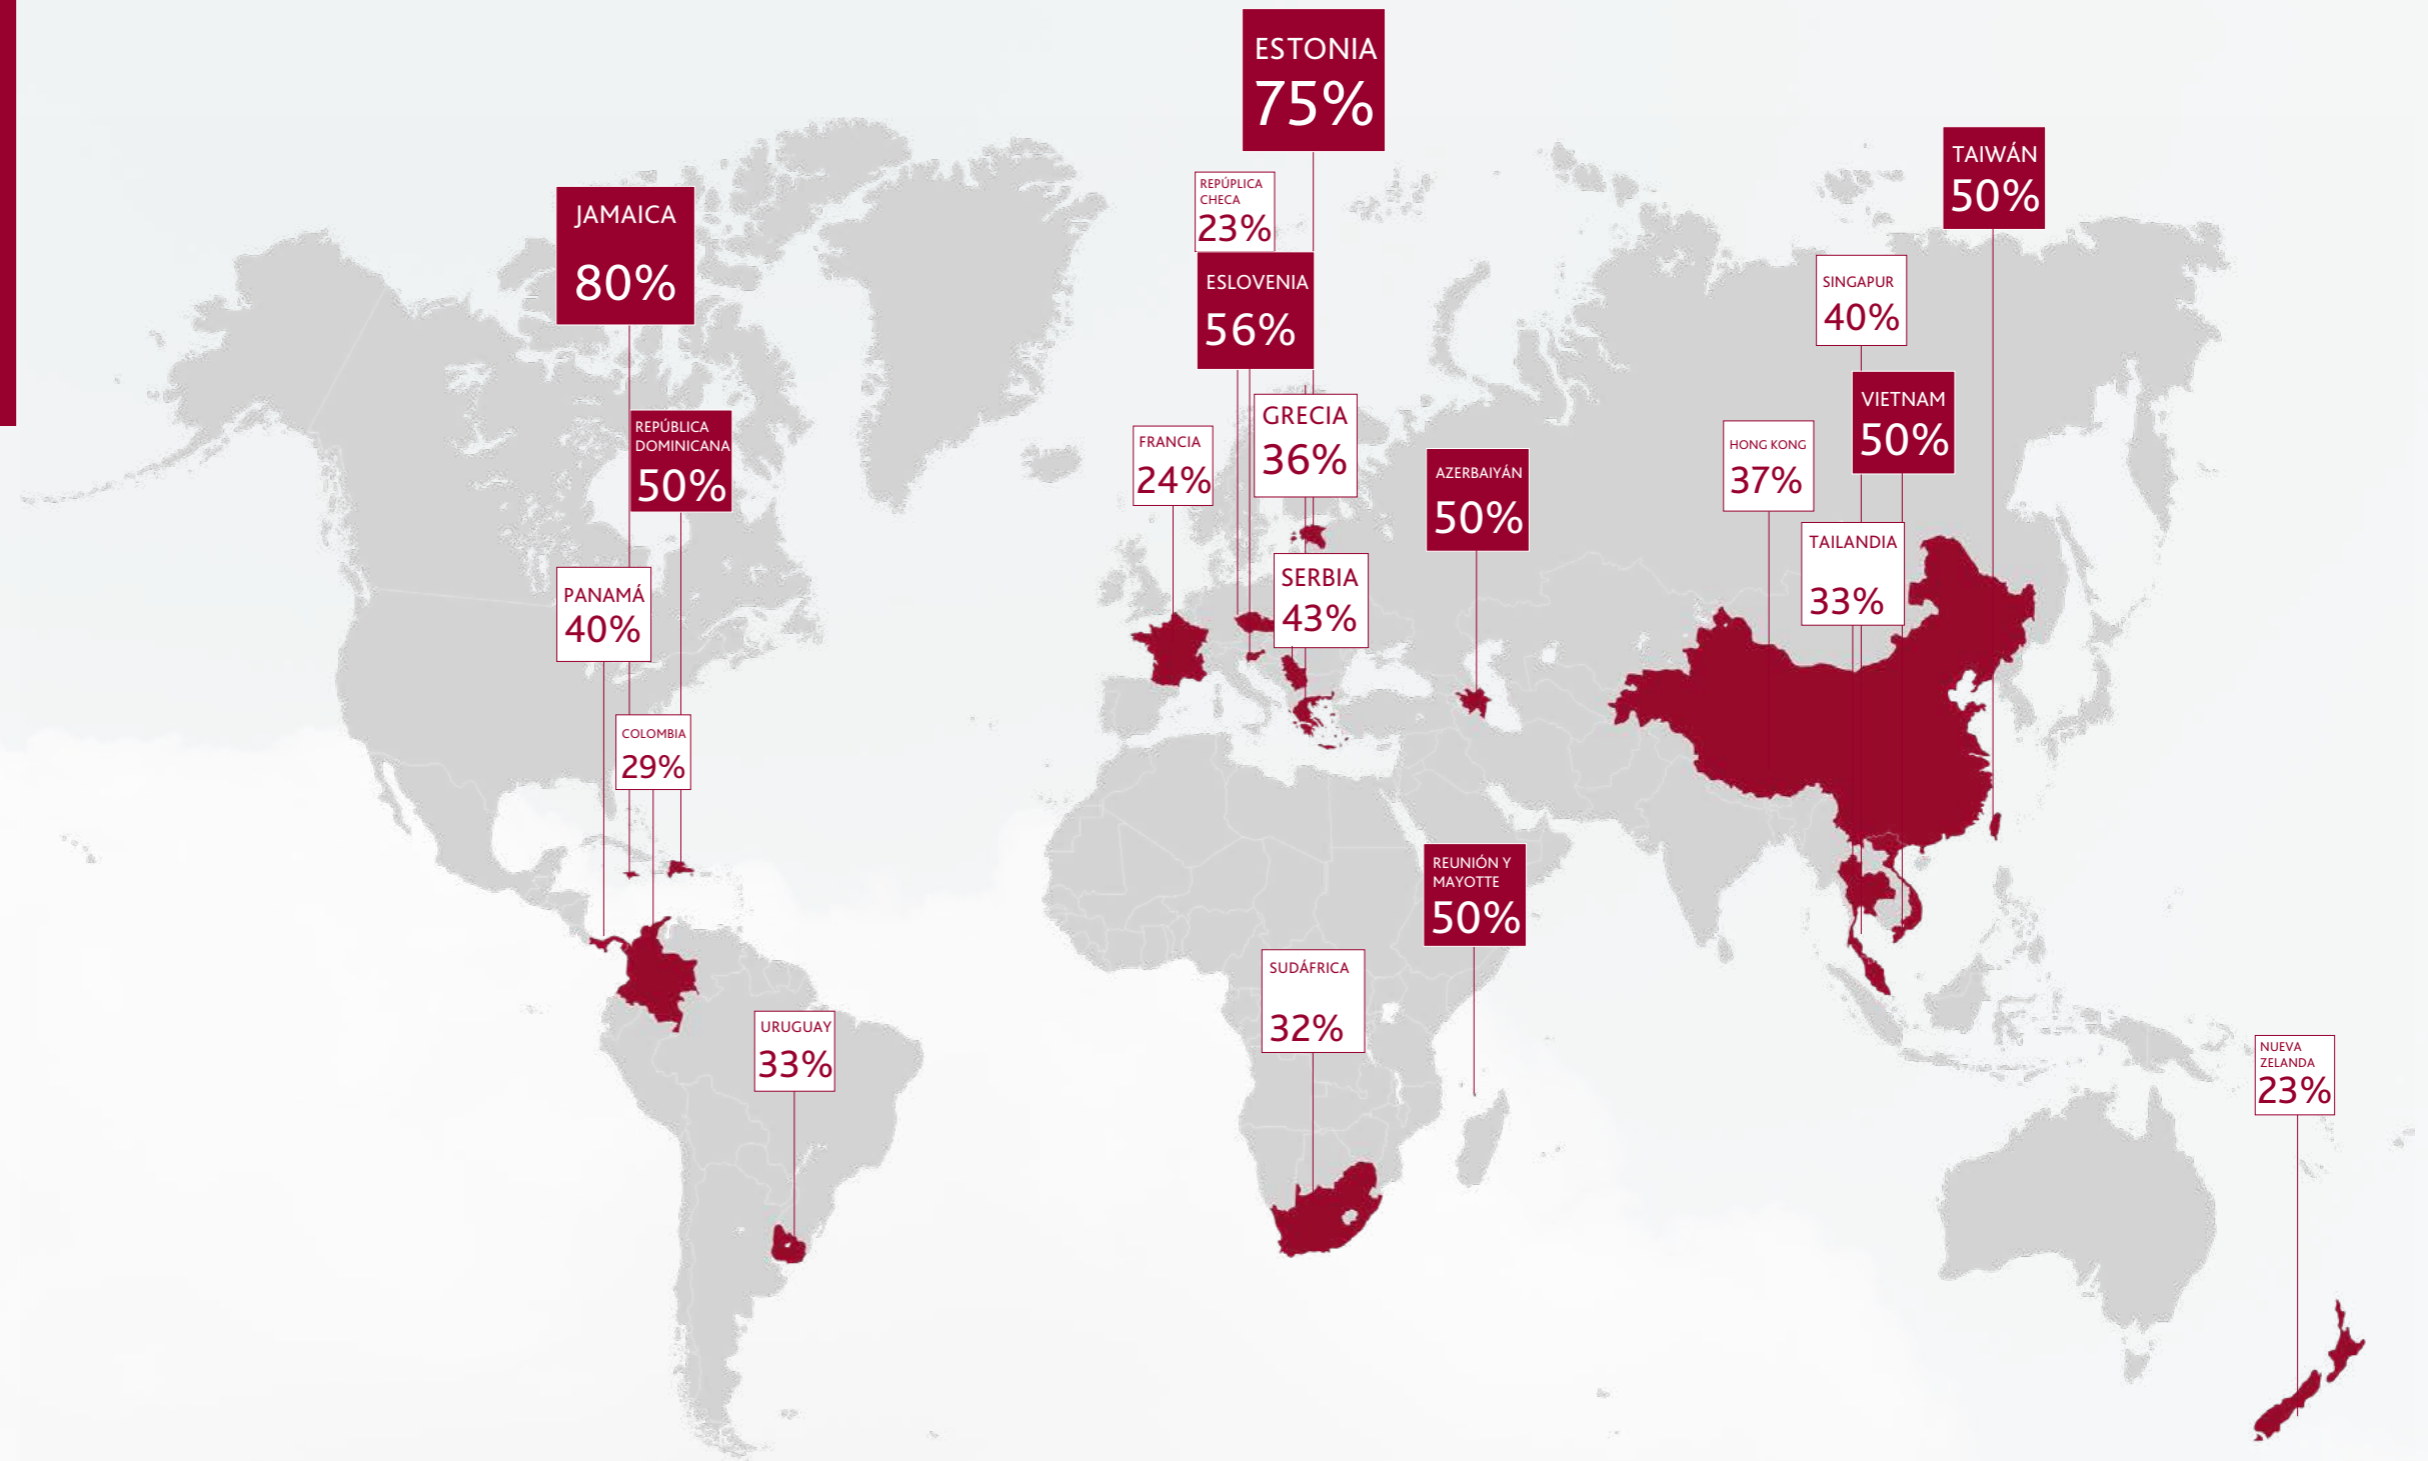 ESTONIA
75%
TAIWÁN
50%
REPÚPLICA
CHECA
23%
JAMAICA
80%
ESLOVENIA
56%
SINGAPUR
40%
VIETNAM
50%
GRECIA
36%
REPÚBLICA
DOMINICANA
50%
FRANCIA
24%
HONG KONG
37%
AZERBAIYÁN
50%
TAILANDIA
33%
SERBIA
43%
PANAMÁ
40%
COLOMBIA
29%
REUNIÓN Y
MAYOTTE
50%
SUDÁFRICA
32%
URUGUAY
33%
NUEVA
ZELANDA
23%